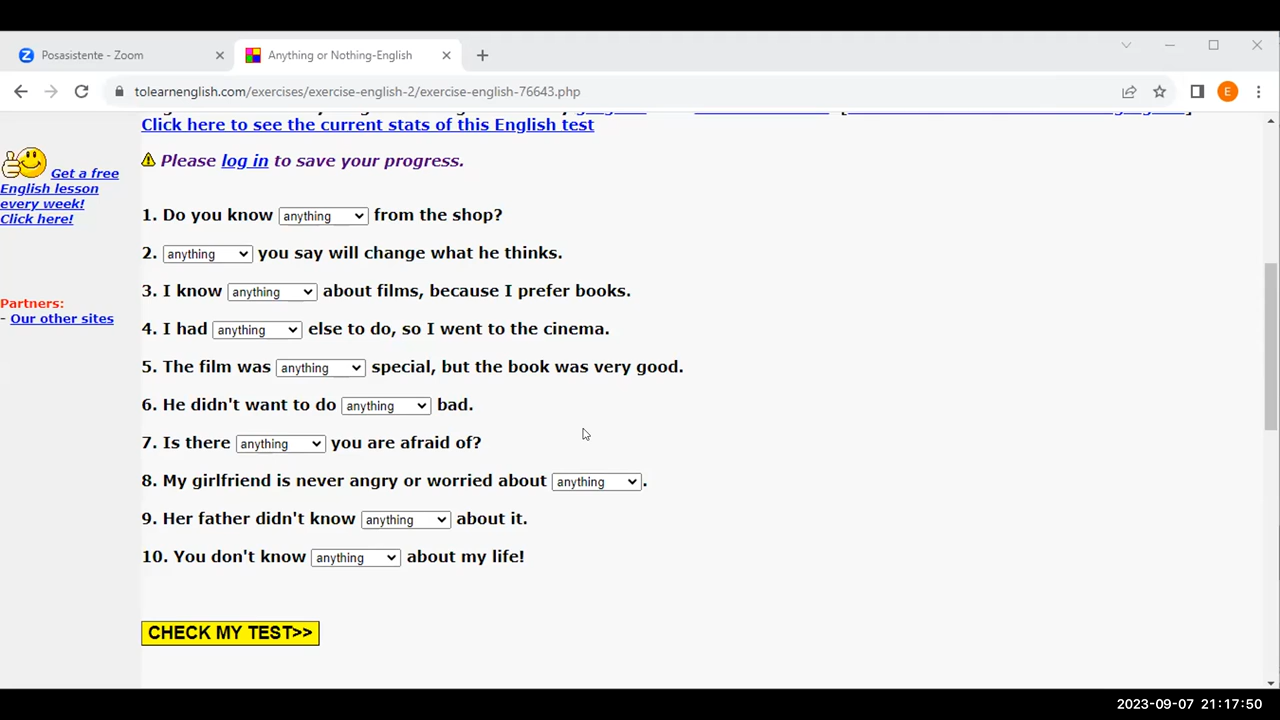 Posasistente - Zoom
Anything or Nothing-English
tolearnenglish.com/exercises/exercise-english-2/exercise-english-76643.php
E
Click here to see the current stats of this English test
Please log in to save your progress.
Get a free
English lesson
every week!
Click here!
Partners:
- Our other sites
1. Do you know anything from the shop?
2. anything you say will change what he thinks.
3. I know anything about films, because I prefer books.
4. I had anything else to do, so I went to the cinema.
5. The film was anything special, but the book was very good.
6. He didn't want to do anything bad.
7. Is there anything you are afraid of?
8. My girlfriend is never angry or worried about anything.
9. Her father didn't know anything about it.
10. You don't know anything about my life!
CHECK MY TEST>>
2023-09-07 21:17:50